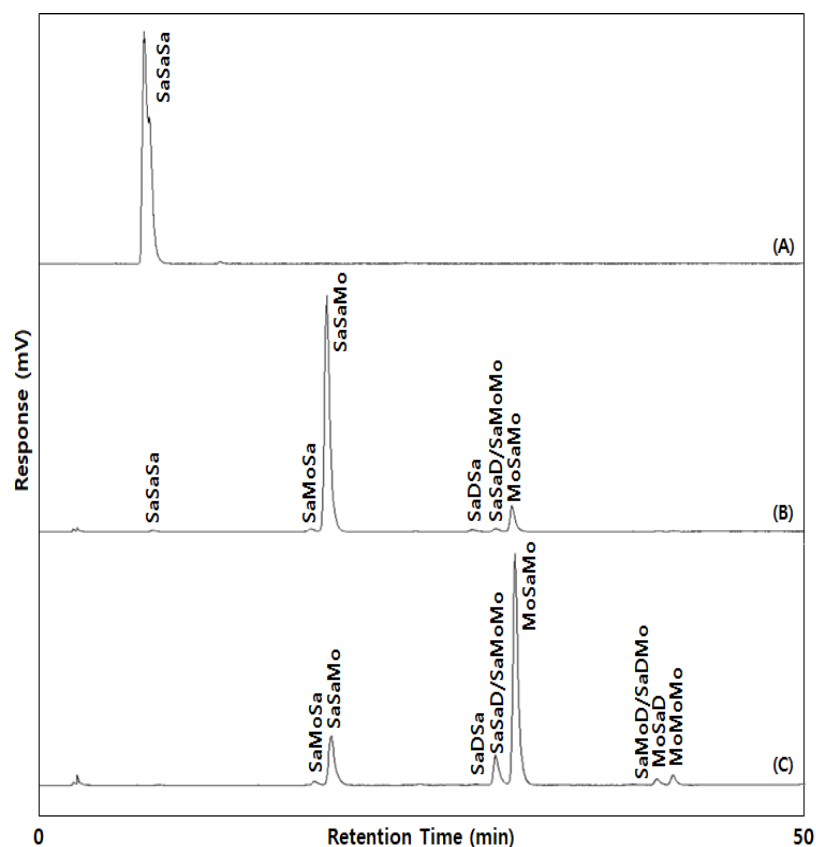 SaSaSa
(A)
Response (mV)
SaSaSa
SaMoSa
SaSaMo
SaDSa
SaSaD/SaMoMo
MoSaMo
(B)
SaMoSa
SaSaMo
SaDSa
SaSaD/SaMoMo
MoSaMo
SaMoD/SaDMo
MoSaD
MoMoMo
(C)
0
Retention Time (min)
50